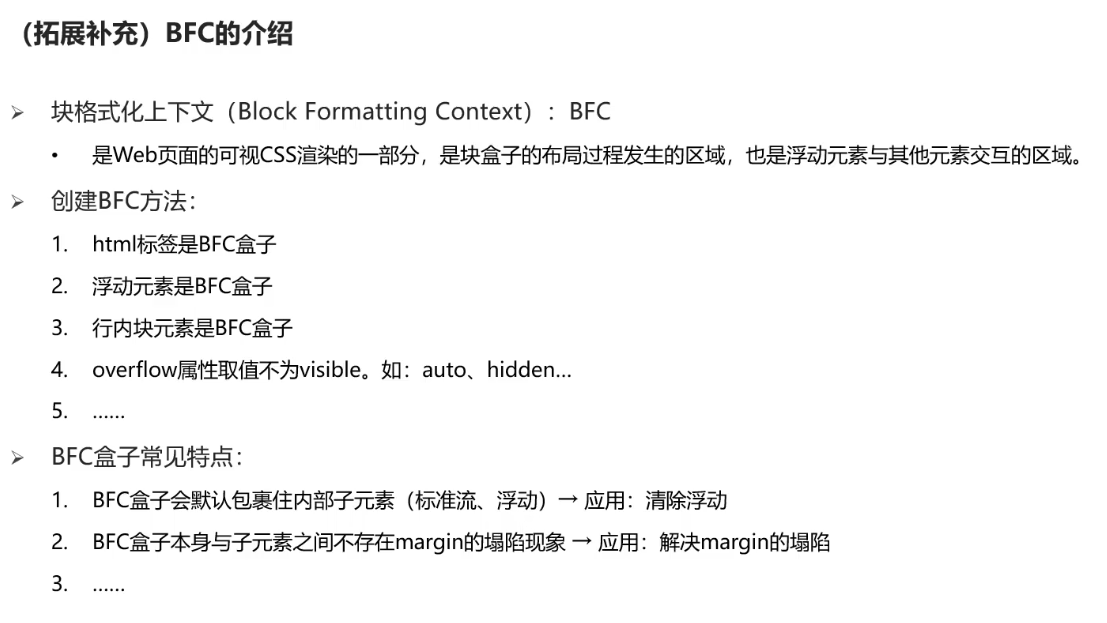 （拓展补充）BFC的介绍
➢ 块格式化上下文（Block Formatting Context）：BFC
• 是Web页面的可视CSS渲染的一部分，是块盒子的布局过程发生的区域，也是浮动元素与其他元素交互的区域。
➢ 创建BFC方法：
1. html标签是BFC盒子
2. 浮动元素是BFC盒子
3. 行内块元素是BFC盒子
4. overflow属性取值不为visible。如：auto、hidden…
5. ……
➢ BFC盒子常见特点：
1. BFC盒子会默认包裹住内部子元素（标准流、浮动）→ 应用：清除浮动
2. BFC盒子本身与子元素之间不存在margin的塌陷现象 → 应用：解决margin的塌陷
3. ……